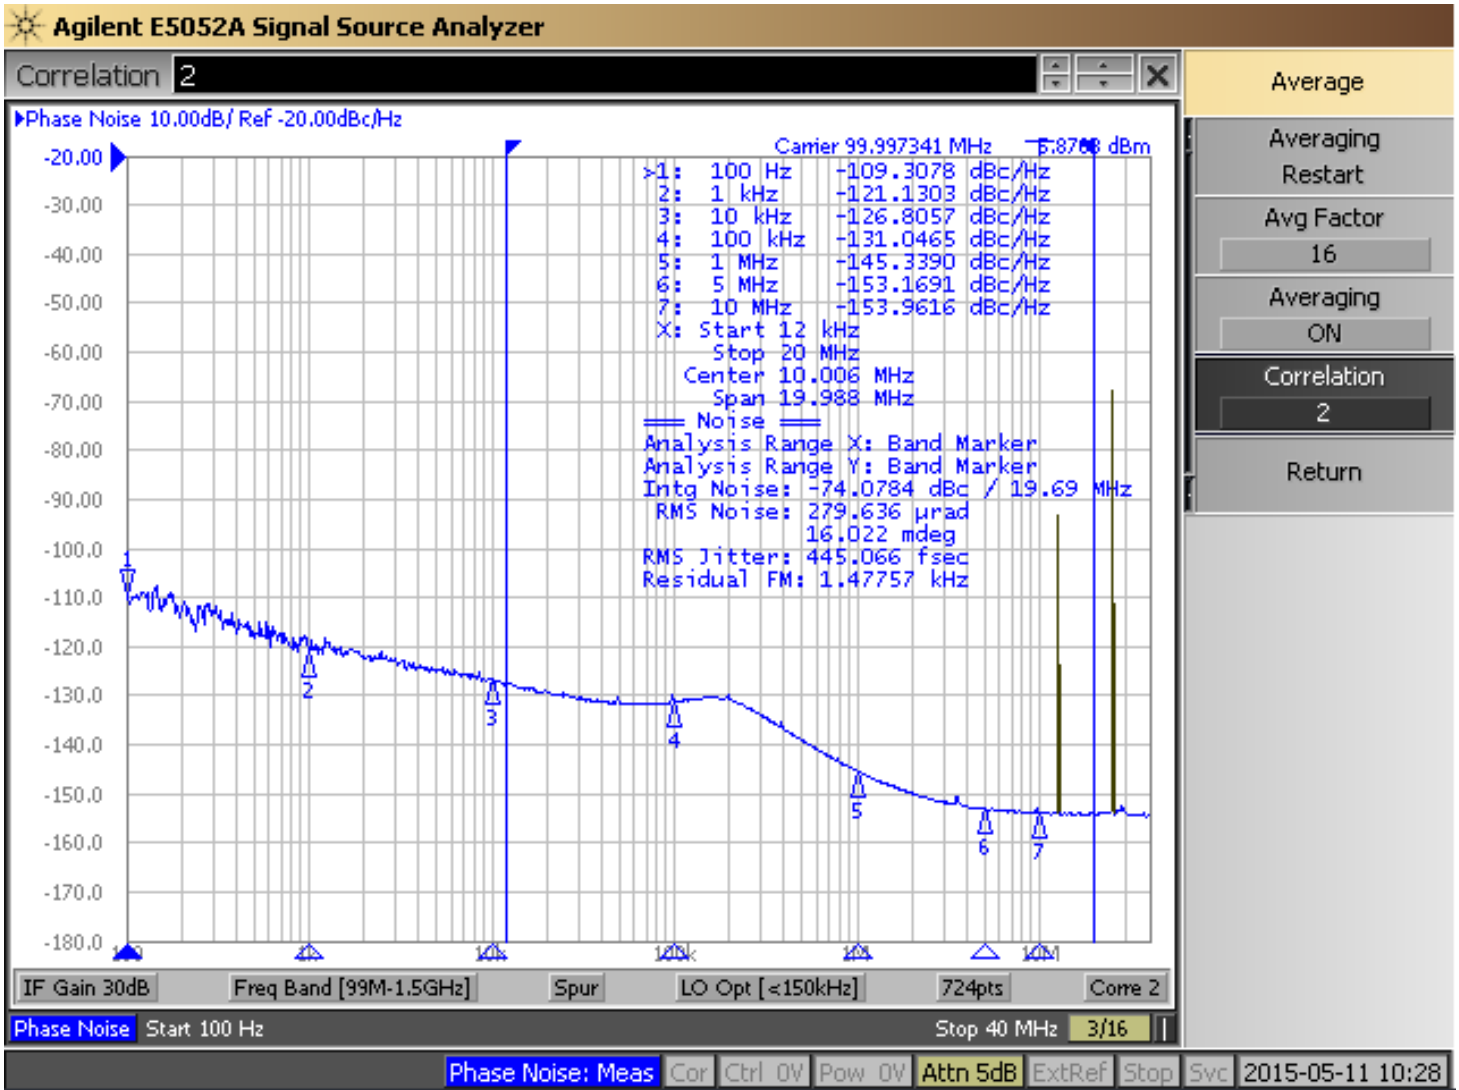 Agilent E5052A Signal Source Analyzer
Correlation 2
Phase Noise 10.00dB/ Ref -20.00dBc/Hz
Carrier 99.997341 MHz dBm
-20.00
-30.00
-40.00
-50.00
-60.00
-70.00
-80.00
-90.00
-100.0
-110.0
-120.0
-130.0
-140.0
-150.0
-160.0
-170.0
-180.0
>1: 100 Hz -109.3078 dBc/Hz
2: 1 kHz -121.1303 dBc/Hz
3: 10 kHz -126.8057 dBc/Hz
4: 100 kHz -131.0465 dBc/Hz
5: 1 MHz -145.3390 dBc/Hz
6: 5 MHz -153.1691 dBc/Hz
7: 10 MHz -153.9616 dBc/Hz
X: Start 12 kHz
Stop 20 MHz
Center 10.006 MHz
Span 19.988 MHz
=== Noise ===
Analysis Range X: Band Marker
Analysis Range Y: Band Marker
Intg Noise: -74.0784 dBc / 19.69 MHz
RMS Noise: 279.636 µrad
16.022 mdeg
RMS Jitter: 445.066 fsec
Residual FM: 1.47757 kHz
1
2
3
4
5
6
7
IF Gain 30dB
Freq Band [99M-1.5GHz]
Spur
LO Opt [<150kHz]
724pts
Corre 2
Phase Noise Start 100 Hz
Stop 40 MHz 3/16
Average
Averaging
Restart
Avg Factor
16
Averaging
ON
Correlation
2
Return
Phase Noise: Meas
Cor
Ctrl 0V
Pow 0V
Attn 5dB
ExtRef
Stop
Svc
2015-05-11 10:28